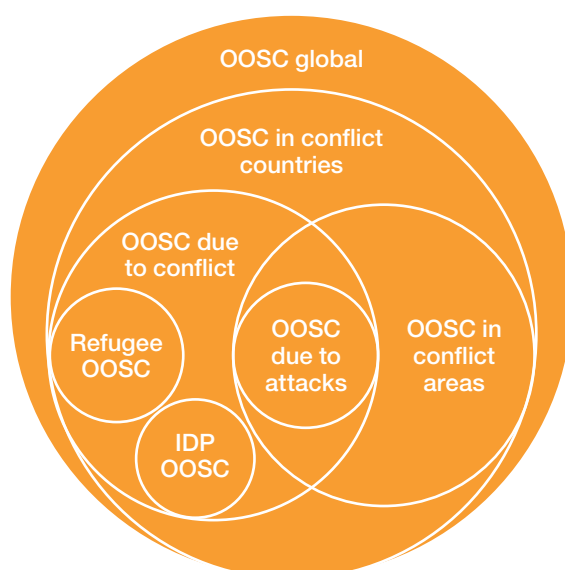 OOSC global
OOSC in conflict
countries
OOSC due
to conflict
Refugee
OOSC
OOSC
due to
attacks
OOSC in
conflict
areas
IDP
OOSC